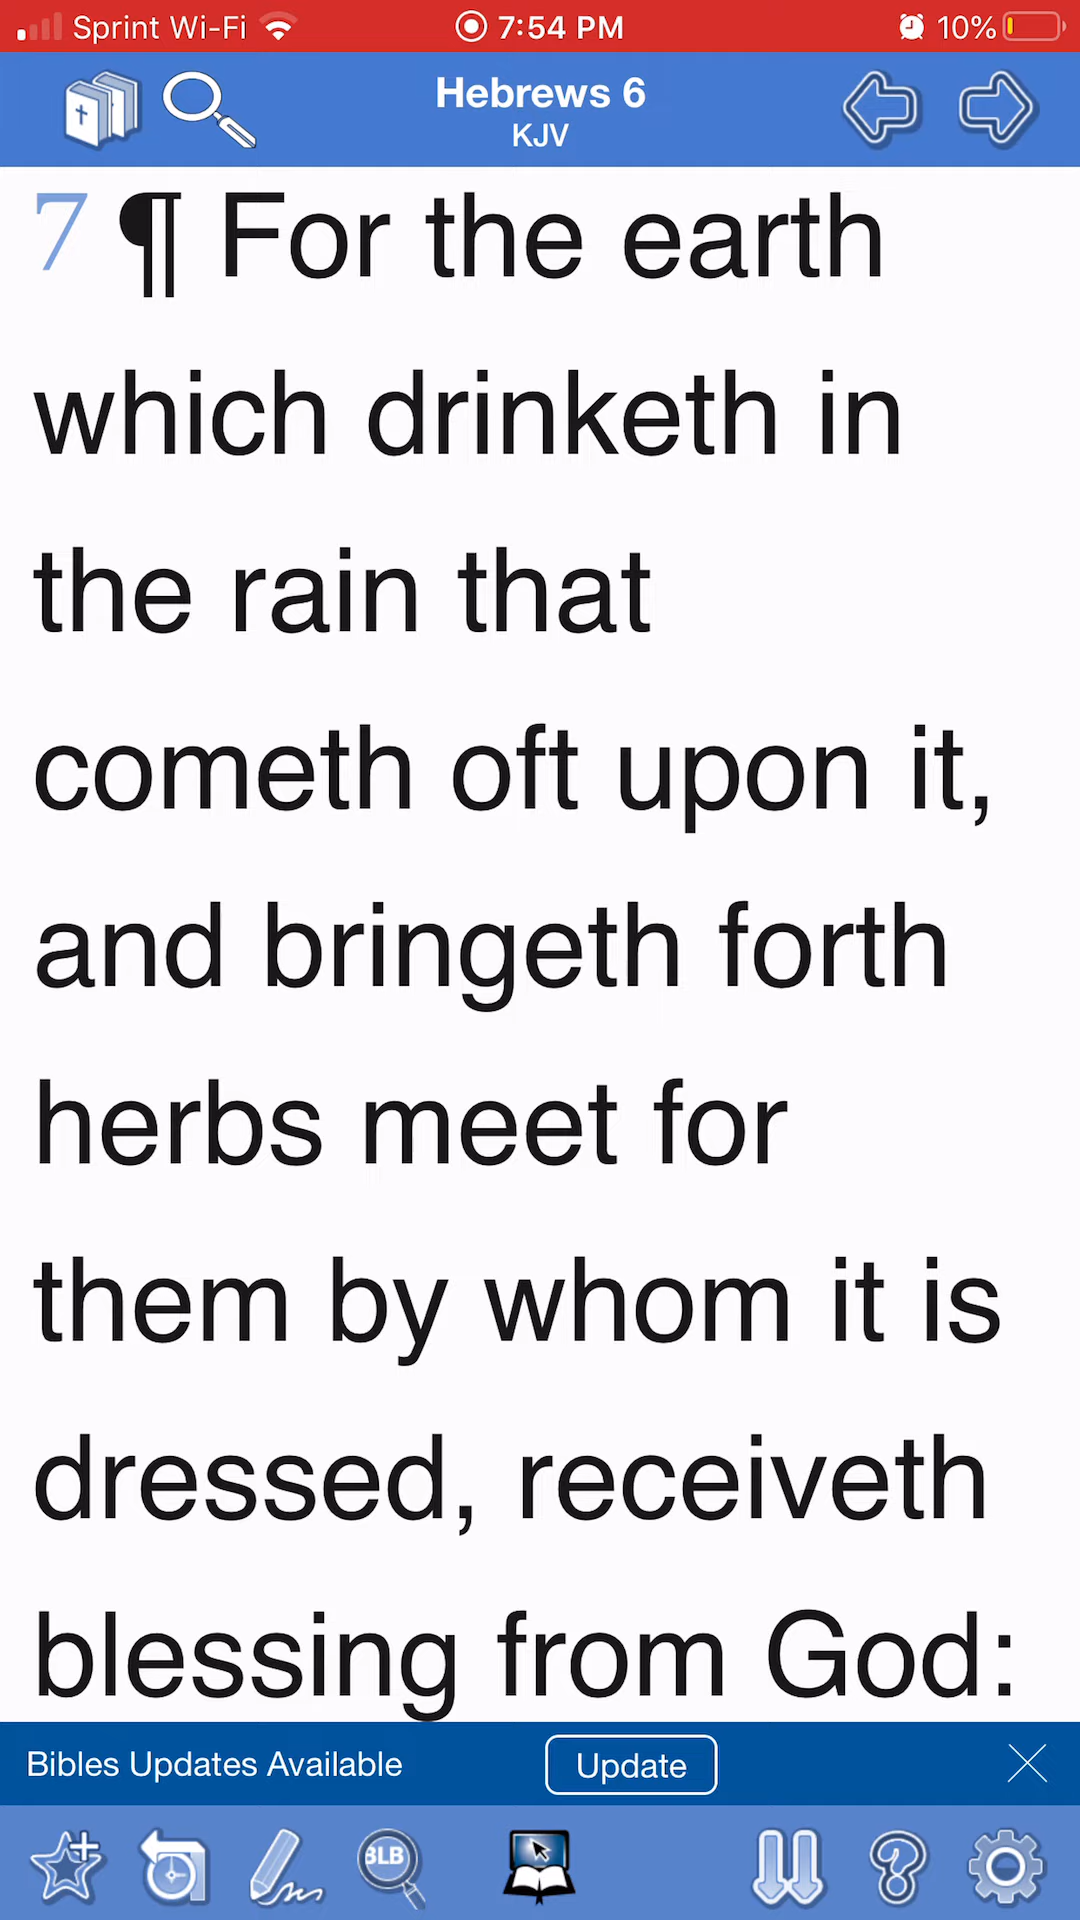 Sprint Wi-Fi 7:54 PM 10%
Hebrews 6
KJV
7 ¶ For the earth
which drinketh in
the rain that
cometh oft upon it,
and bringeth forth
herbs meet for
them by whom it is
dressed, receiveth
blessing from God:
Bibles Updates Available Update
BLB